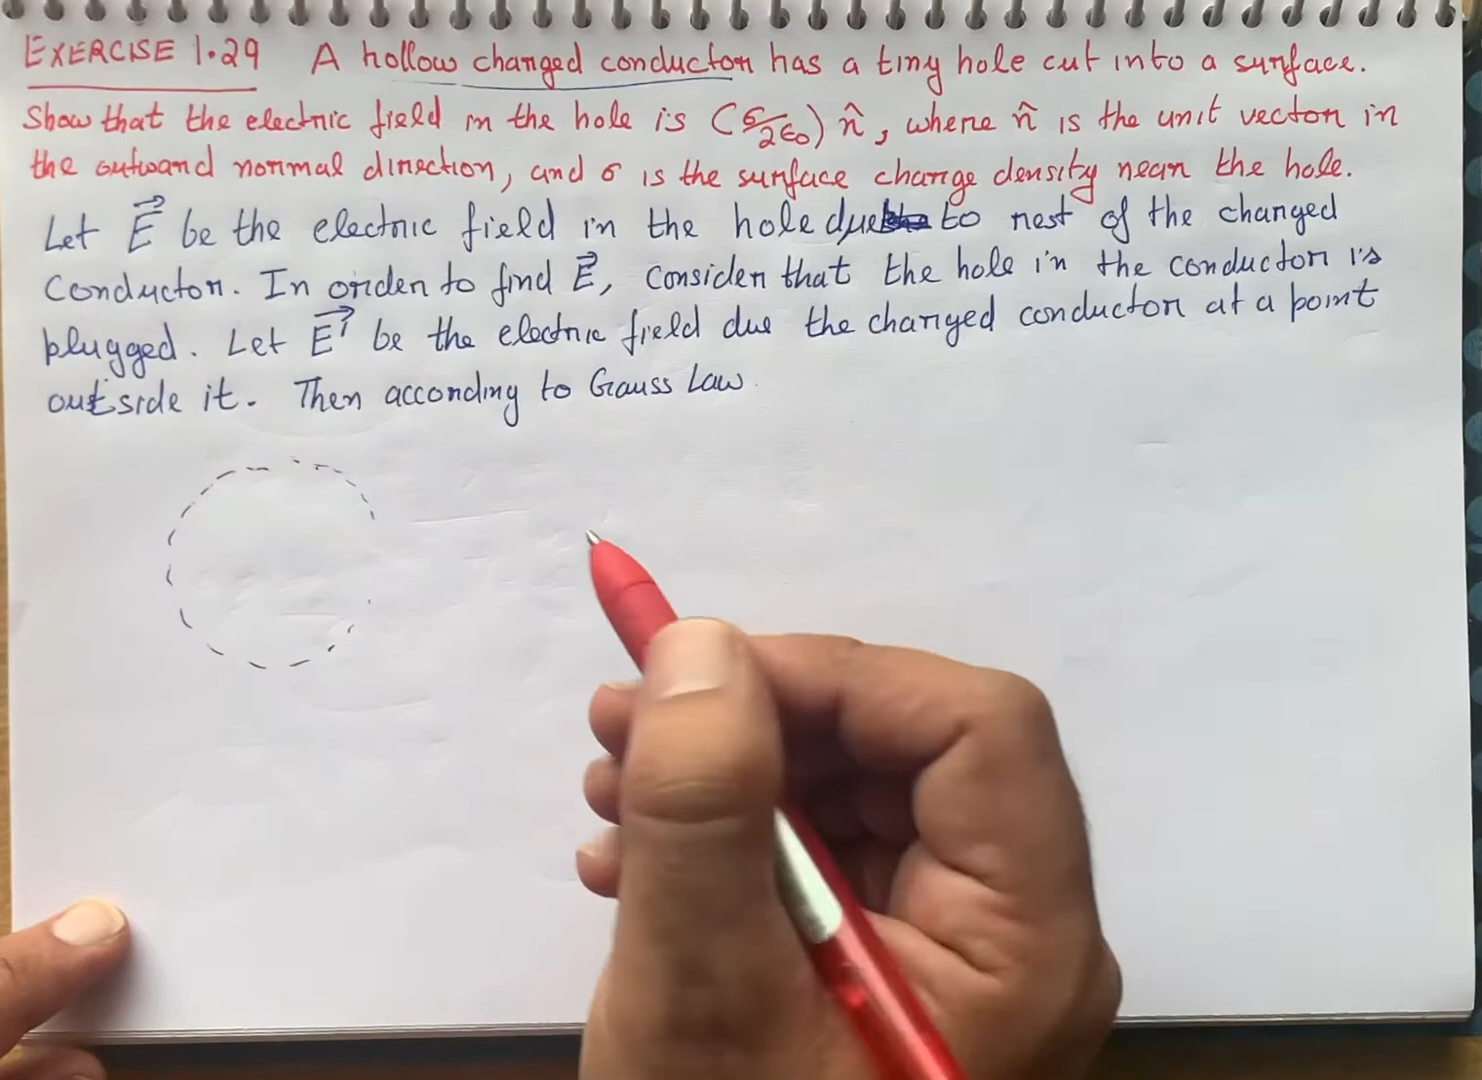 EXERCISE 1.29 A hollow charged conductor has a tiny hole cut into a surface.
Show that the electric field in the hole is (σ/2ε₀) n̂, where n̂ is the unit vector in
the outward normal direction, and σ is the surface charge density near the hole.
Let E⃗ be the electric field in the hole due to rest of the charged
Conductor. In order to find E⃗, Consider that the hole in the conductor is
plugged. Let E⃗' be the electric field due the charged conductor at a point
outside it. Then according to Gauss Law